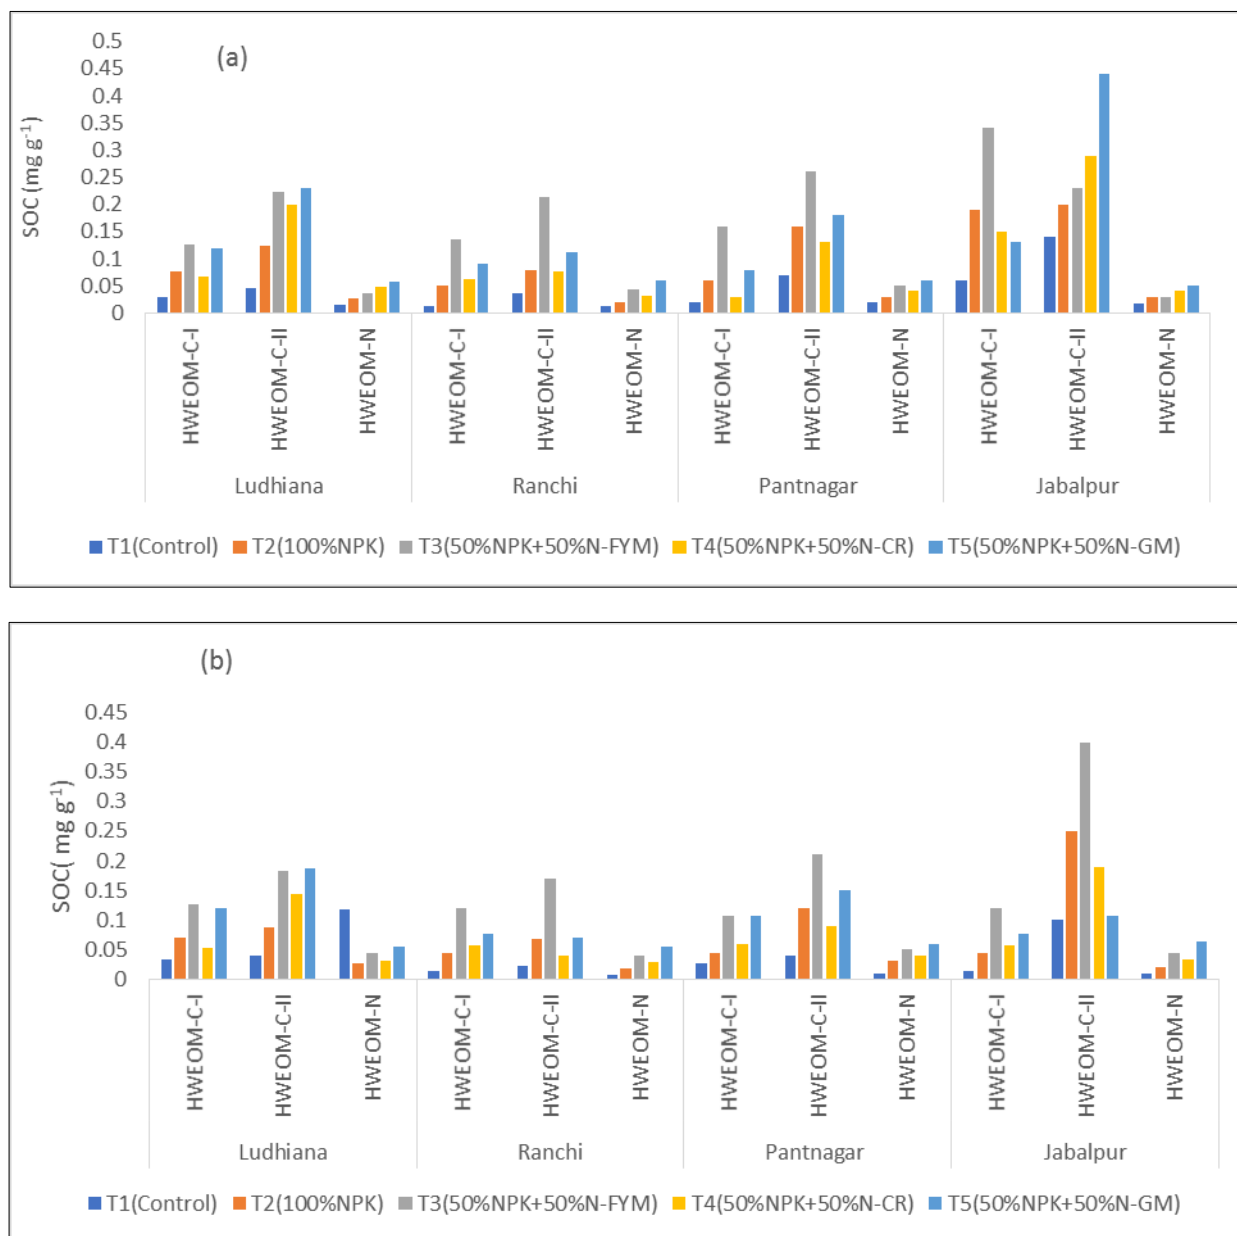 (a)
0.5
0.45
0.4
0.35
0.3
0.25
0.2
0.15
0.1
0.05
0
SOC (mg g⁻¹)
HWEOM-C-I
HWEOM-C-II
HWEOM-N
HWEOM-C-I
HWEOM-C-II
HWEOM-N
HWEOM-C-I
HWEOM-C-II
HWEOM-N
HWEOM-C-I
HWEOM-C-II
HWEOM-N
Ludhiana Ranchi Pantnagar Jabalpur
T1(Control) T2(100%NPK) T3(50%NPK+50%N-FYM) T4(50%NPK+50%N-CR) T5(50%NPK+50%N-GM)
(b)
0.45
0.4
0.35
0.3
0.25
0.2
0.15
0.1
0.05
0
SOC( mg g⁻¹)
HWEOM-C-I
HWEOM-C-II
HWEOM-N
HWEOM-C-I
HWEOM-C-II
HWEOM-N
HWEOM-C-I
HWEOM-C-II
HWEOM-N
HWEOM-C-I
HWEOM-C-II
HWEOM-N
Ludhiana Ranchi Pantnagar Jabalpur
T1(Control) T2(100%NPK) T3(50%NPK+50%N-FYM) T4(50%NPK+50%N-CR) T5(50%NPK+50%N-GM)